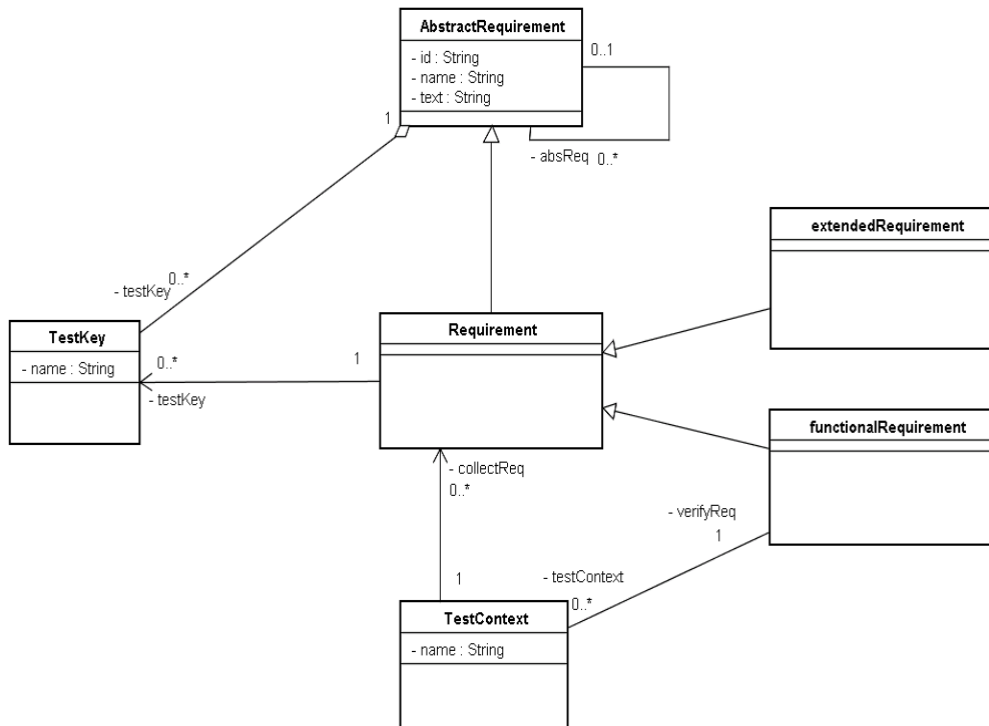 AbstractRequirement
- id : String
- name : String
- text : String
0..1
1
- absReq 0..*
extendedRequirement
0..*
- testKey
TestKey
- name : String
Requirement
0..*
1
- testKey
functionalRequirement
- collectReq
0..*
- verifyReq
1
1
- testContext
0..*
TestContext
- name : String